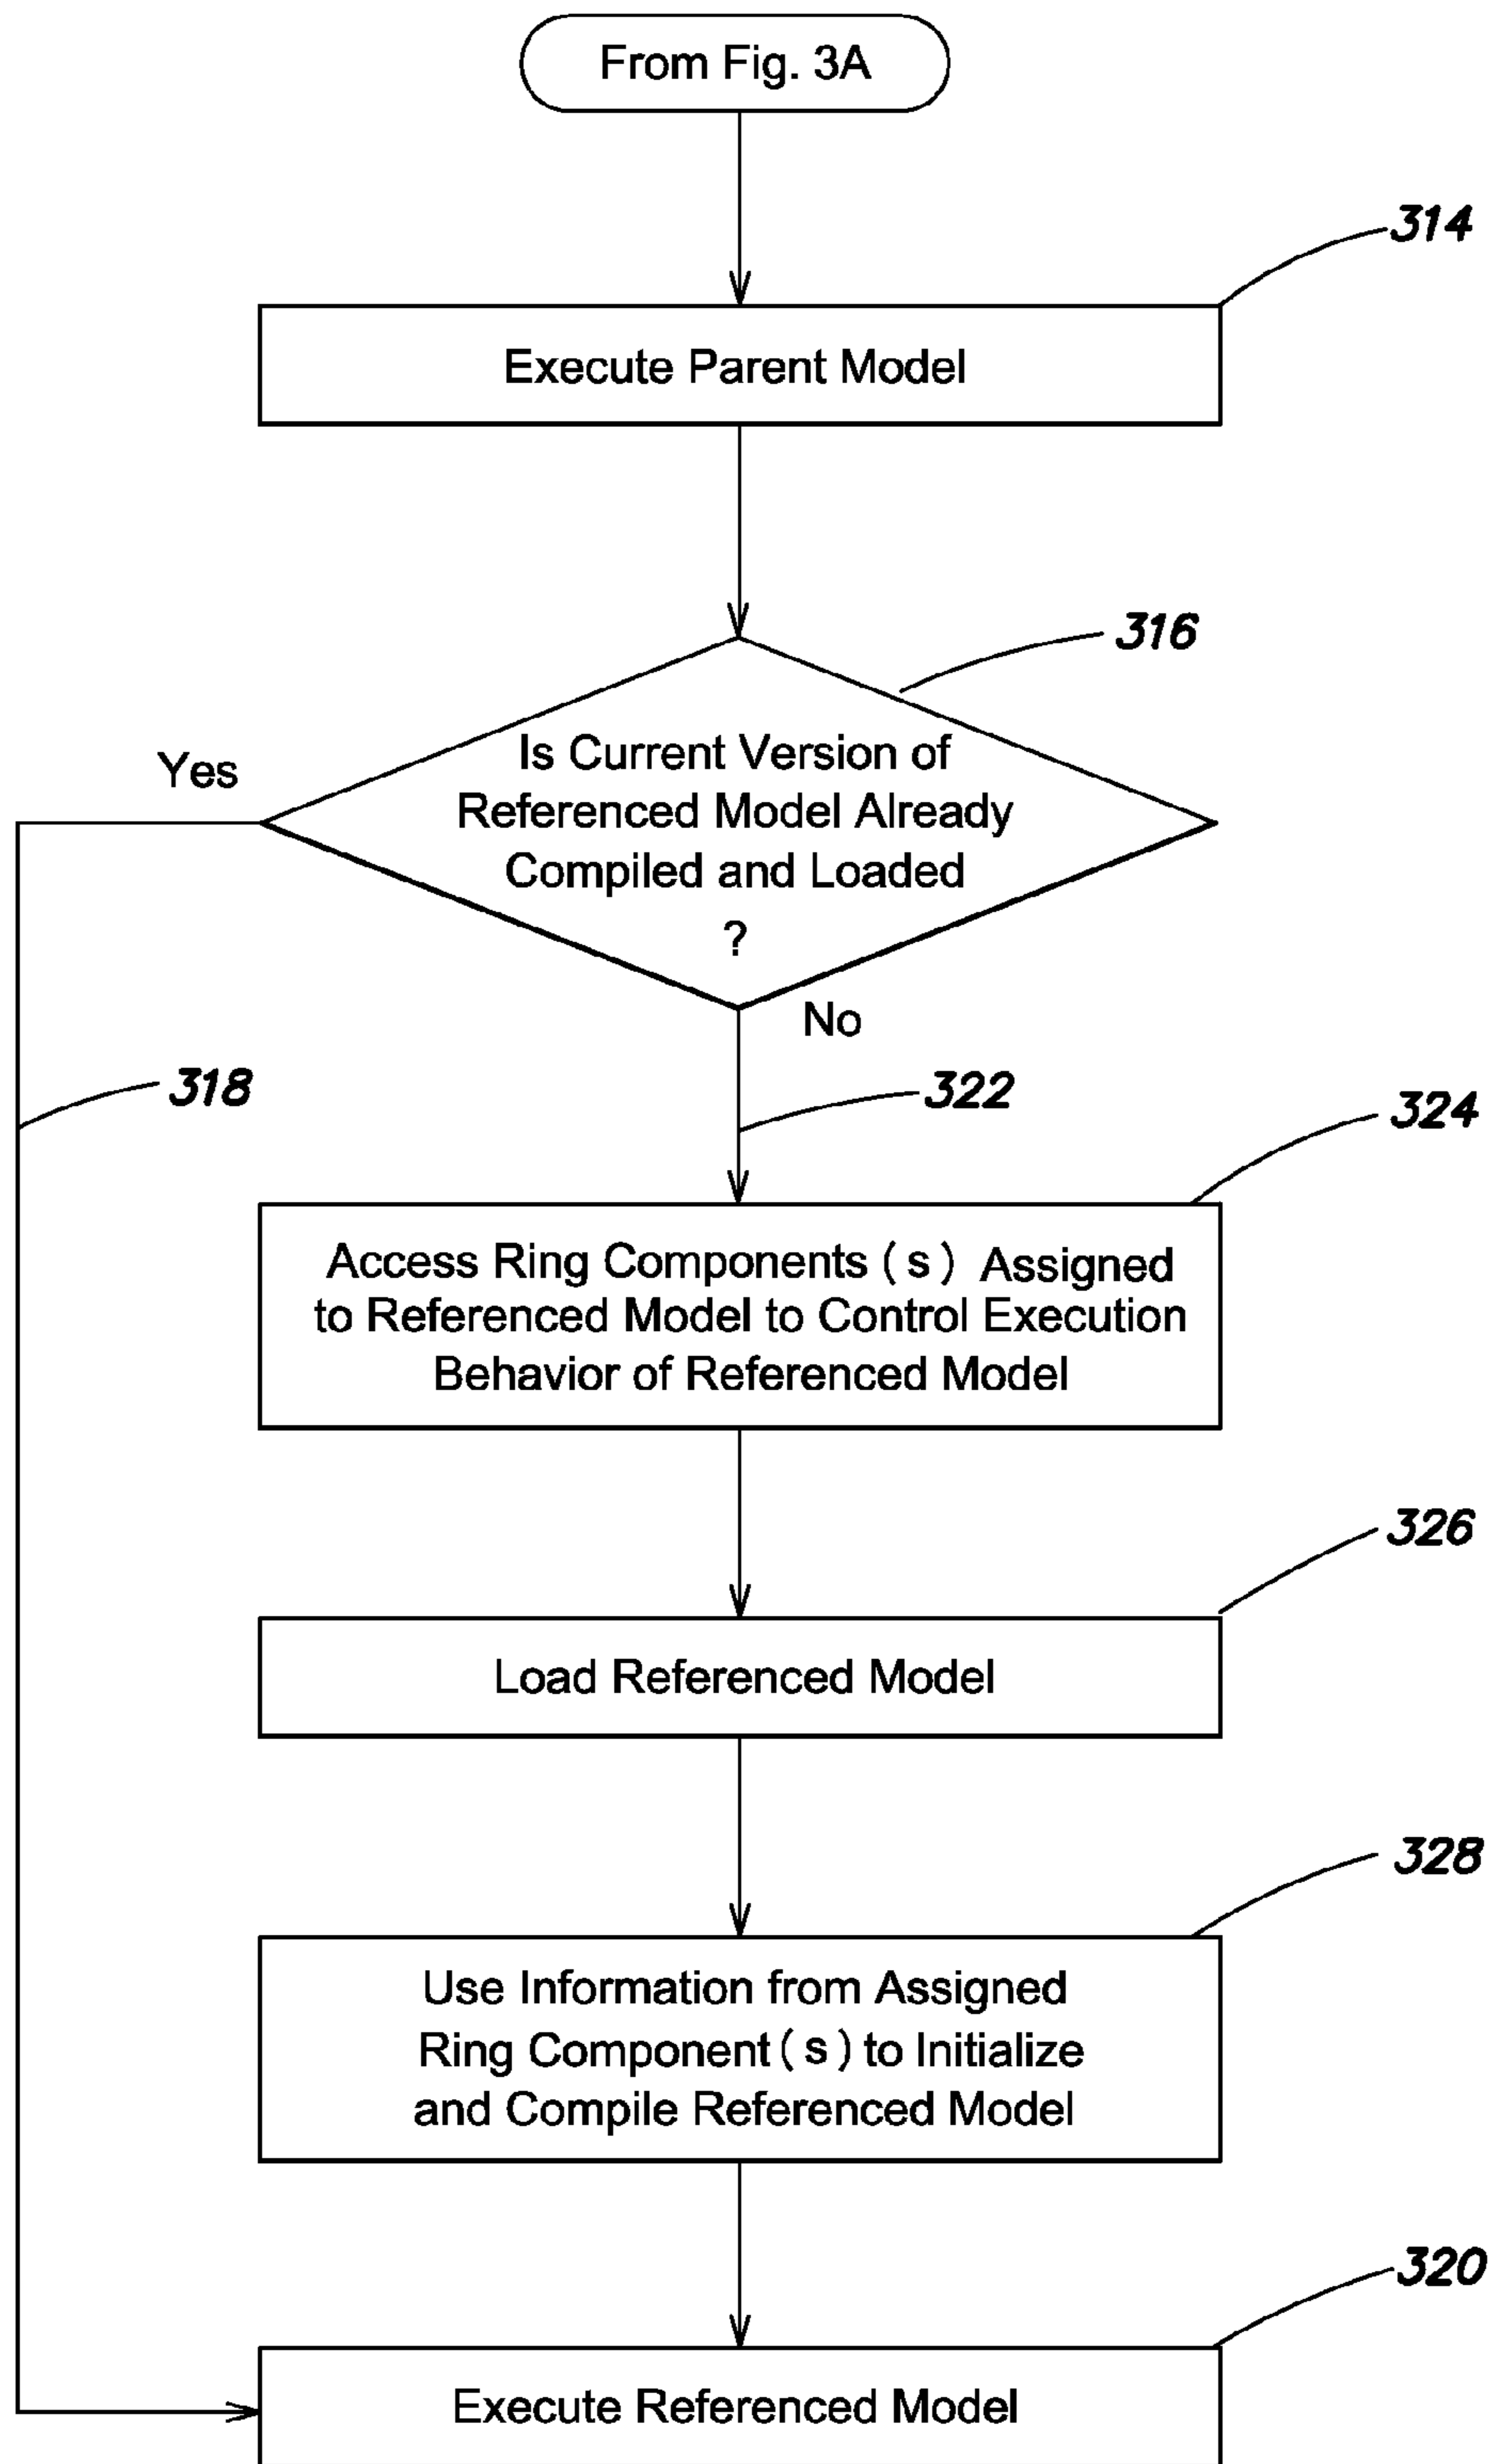 From Fig. 3A
314
Execute Parent Model
316
Yes
Is Current Version of
Referenced Model Already
Compiled and Loaded
?
No
318
322
324
Access Ring Components (s) Assigned
to Referenced Model to Control Execution
Behavior of Referenced Model
326
Load Referenced Model
328
Use Information from Assigned
Ring Component (s) to Initialize
and Compile Referenced Model
320
Execute Referenced Model